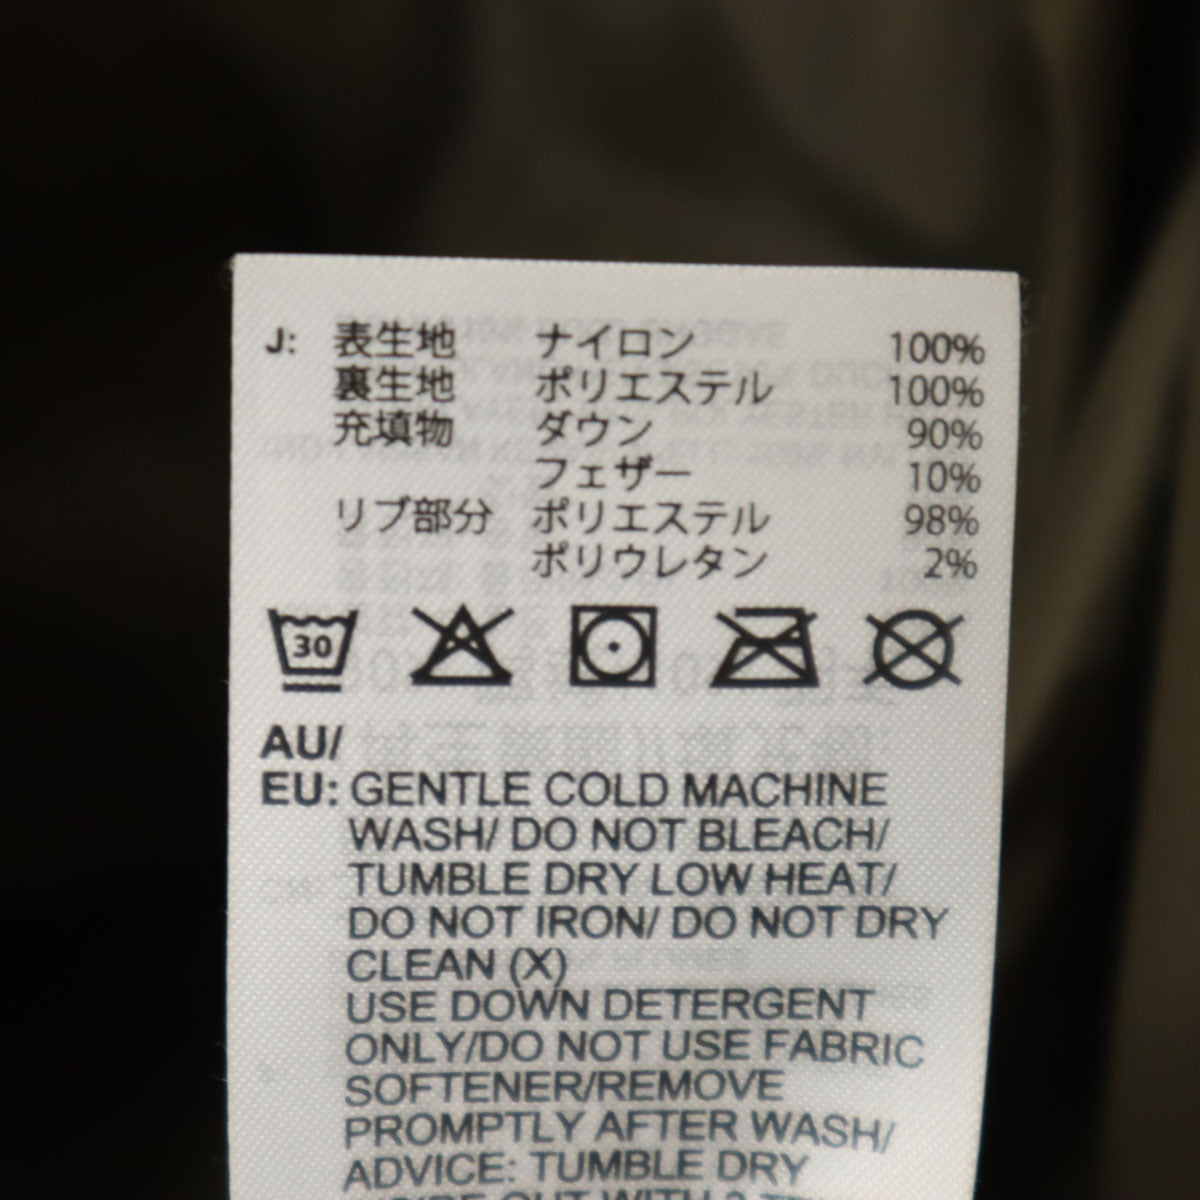 J: 表生地 ナイロン 100%
裏生地 ポリエステル 100%
充填物 ダウン 90%
フェザー 10%
リブ部分 ポリエステル 98%
ポリウレタン 2%
30
AU/
EU: GENTLE COLD MACHINE
WASH/ DO NOT BLEACH/
TUMBLE DRY LOW HEAT/
DO NOT IRON/ DO NOT DRY
CLEAN (X)
USE DOWN DETERGENT
ONLY/DO NOT USE FABRIC
SOFTENER/REMOVE
PROMPTLY AFTER WASH/
ADVICE: TUMBLE DRY